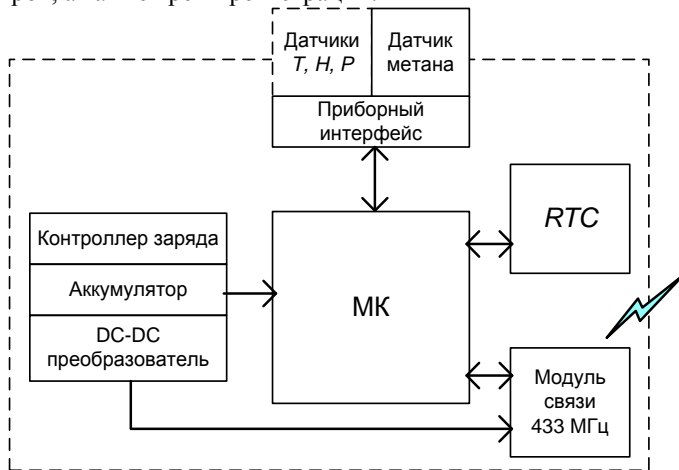 Датчики
T, H, P
Датчик
метана
Приборный
интерфейс
Контроллер заряда
Аккумулятор
DC-DC
преобразователь
МК
RTC
Модуль
связи
433 МГц